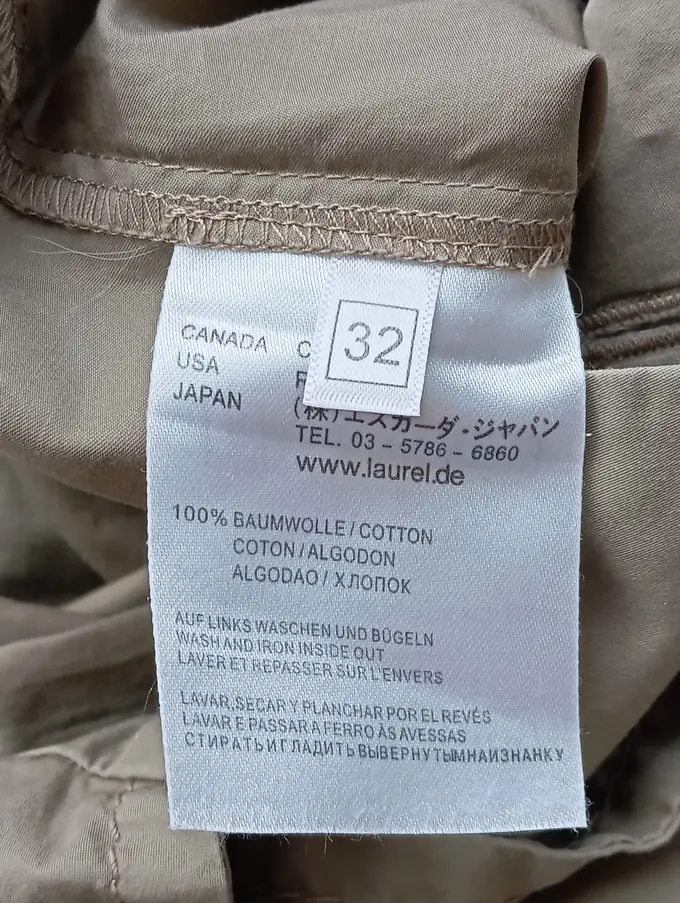 32
CANADA
USA
JAPAN
(株)エスカーダ・ジャパン
TEL. 03 - 5786 - 6860
www.laurel.de
100% BAUMWOLLE / COTTON
COTON / ALGODON
ALGODAO / ХЛОПОК
AUF LINKS WASCHEN UND BÜGELN
WASH AND IRON INSIDE OUT
LAVER ET REPASSER SUR L'ENVERS
LAVAR, SECAR Y PLANCHAR POR EL REVÉS
LAVAR E PASSAR A FERRO ÀS AVESSAS
СТИРАТЬ И ГЛАДИТЬ ВЫВЕРНУТЫМ НАИЗНАНКУ